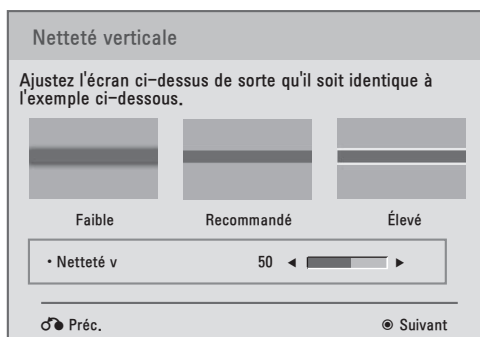 Netteté verticale
Ajustez l'écran ci-dessus de sorte qu'il soit identique à
l'exemple ci-dessous.
Faible Recommandé Élevé
• Netteté v 50 ◄ ►
Préc. ◉ Suivant